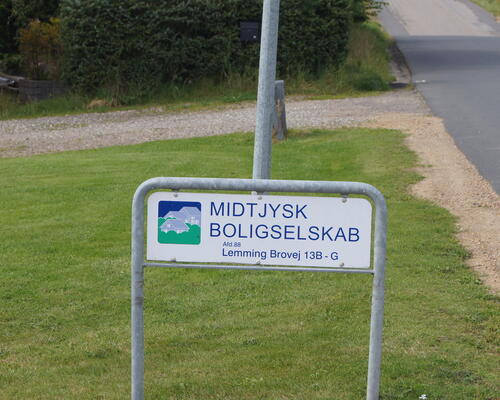 MIDTJYSK
BOLIGSELSKAB
Afd.88
Lemming Brovej 13B - G